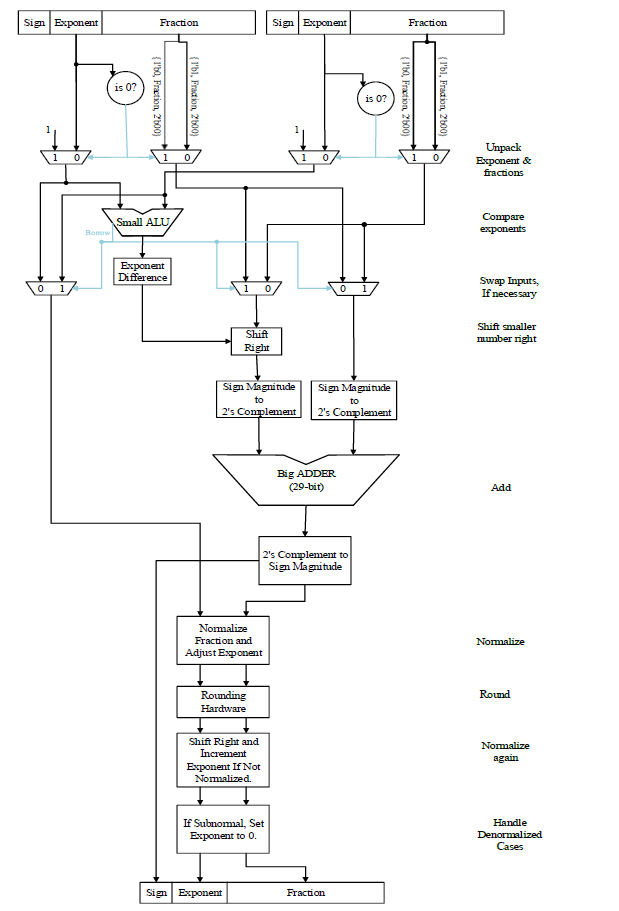 Sign Exponent Fraction
Sign Exponent Fraction
is 0?
{1'b0, Fraction, 2'b00}
{1'b1, Fraction, 2'b00}
is 0?
{1'b0, Fraction, 2'b00}
{1'b1, Fraction, 2'b00}
1
1
1 0
1 0
1 0
1 0
Unpack
Exponent &
fractions
Small ALU
Compare
exponents
Borrow
Exponent
Difference
0 1
1 0
0 1
Swap Inputs,
If necessary
Shift
Right
Shift smaller
number right
Sign Magnitude
to
2's Complement
Sign Magnitude
to
2's Complement
Big ADDER
(29-bit)
Add
2's Complement to
Sign Magnitude
Normalize
Fraction and
Adjust Exponent
Normalize
Rounding
Hardware
Round
Shift Right and
Increment
Exponent If Not
Normalized.
Normalize
again
If Subnormal, Set
Exponent to 0.
Handle
Denormalized
Cases
Sign Exponent Fraction